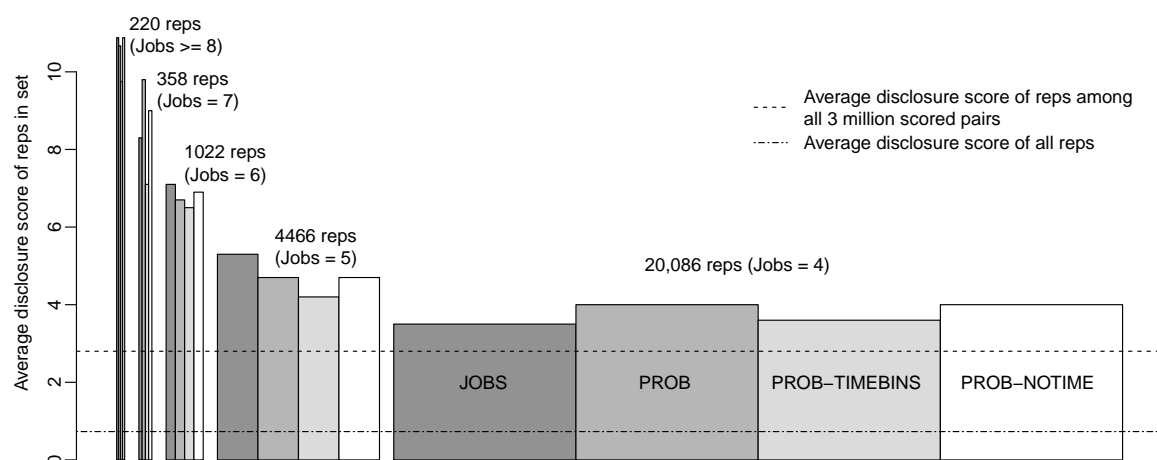 220 reps
(Jobs >= 8)
358 reps
(Jobs = 7)
1022 reps
(Jobs = 6)
4466 reps
(Jobs = 5)
20,086 reps (Jobs = 4)
Average disclosure score of reps among
all 3 million scored pairs
Average disclosure score of all reps
Average disclosure score of reps in set
10
8
6
4
2
0
JOBS
PROB
PROB−TIMEBINS
PROB−NOTIME